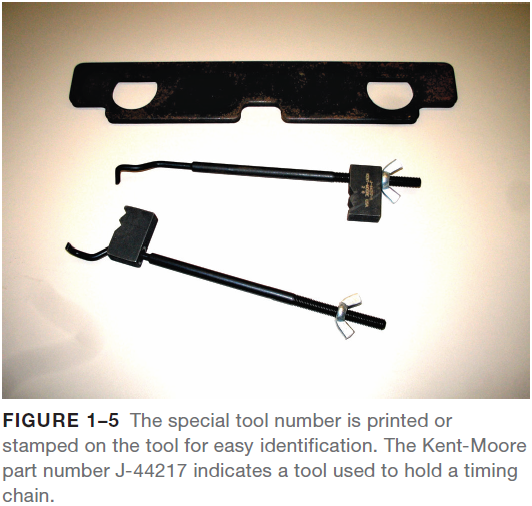 FIGURE 1–5 The special tool number is printed or
stamped on the tool for easy identification. The Kent-Moore
part number J-44217 indicates a tool used to hold a timing
chain.